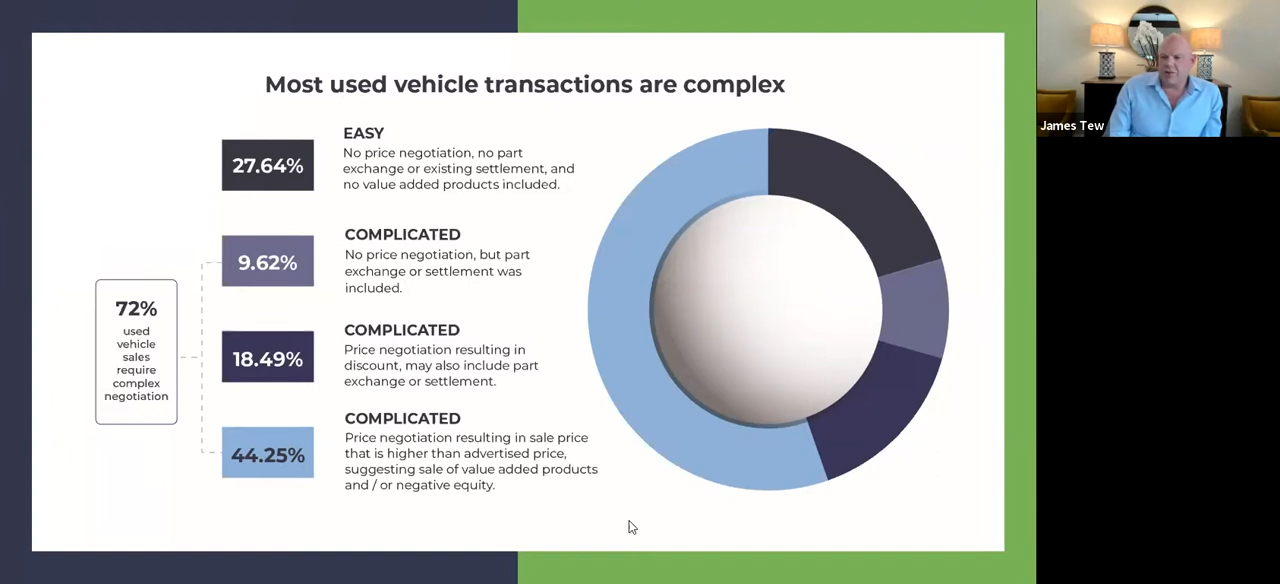 Most used vehicle transactions are complex
27.64%
EASY
No price negotiation, no part
exchange or existing settlement, and
no value added products included.
9.62%
COMPLICATED
No price negotiation, but part
exchange or settlement was
included.
72%
used
vehicle
sales
require
complex
negotiation
18.49%
COMPLICATED
Price negotiation resulting in
discount, may also include part
exchange or settlement.
44.25%
COMPLICATED
Price negotiation resulting in sale price
that is higher than advertised price,
suggesting sale of value added products
and / or negative equity.
James Tew